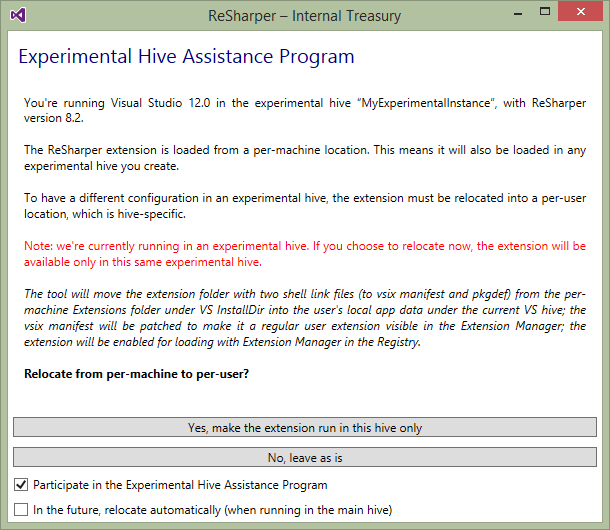 ReSharper – Internal Treasury
Experimental Hive Assistance Program
You're running Visual Studio 12.0 in the experimental hive “MyExperimentalInstance”, with ReSharper
version 8.2.
The ReSharper extension is loaded from a per-machine location. This means it will also be loaded in any
experimental hive you create.
To have a different configuration in an experimental hive, the extension must be relocated into a per-user
location, which is hive-specific.
Note: we're currently running in an experimental hive. If you choose to relocate now, the extension will be
available only in this same experimental hive.
The tool will move the extension folder with two shell link files (to vsix manifest and pkgdef) from the per-
machine Extensions folder under VS InstallDir into the user's local app data under the current VS hive; the
vsix manifest will be patched to make it a regular user extension visible in the Extension Manager; the
extension will be enabled for loading with Extension Manager in the Registry.
Relocate from per-machine to per-user?
Yes, make the extension run in this hive only
No, leave as is
Participate in the Experimental Hive Assistance Program
In the future, relocate automatically (when running in the main hive)